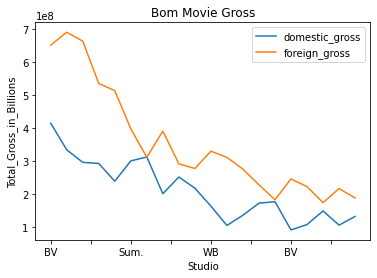 Bom Movie Gross
1e8
domestic_gross
foreign_gross
7
6
5
4
3
2
1
Total_Gross_in_Billions
BV
Sum.
WB
BV
Studio